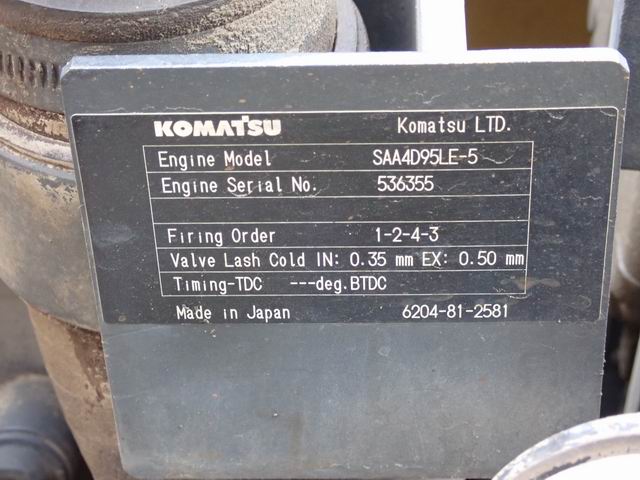 KOMATSU Komatsu LTD.
Engine Model SAA4D95LE-5
Engine Serial No. 536355
Firing Order 1-2-4-3
Valve Lash Cold IN: 0.35 mm EX: 0.50 mm
Timing-TDC ---deg.BTDC
Made in Japan 6204-81-2581